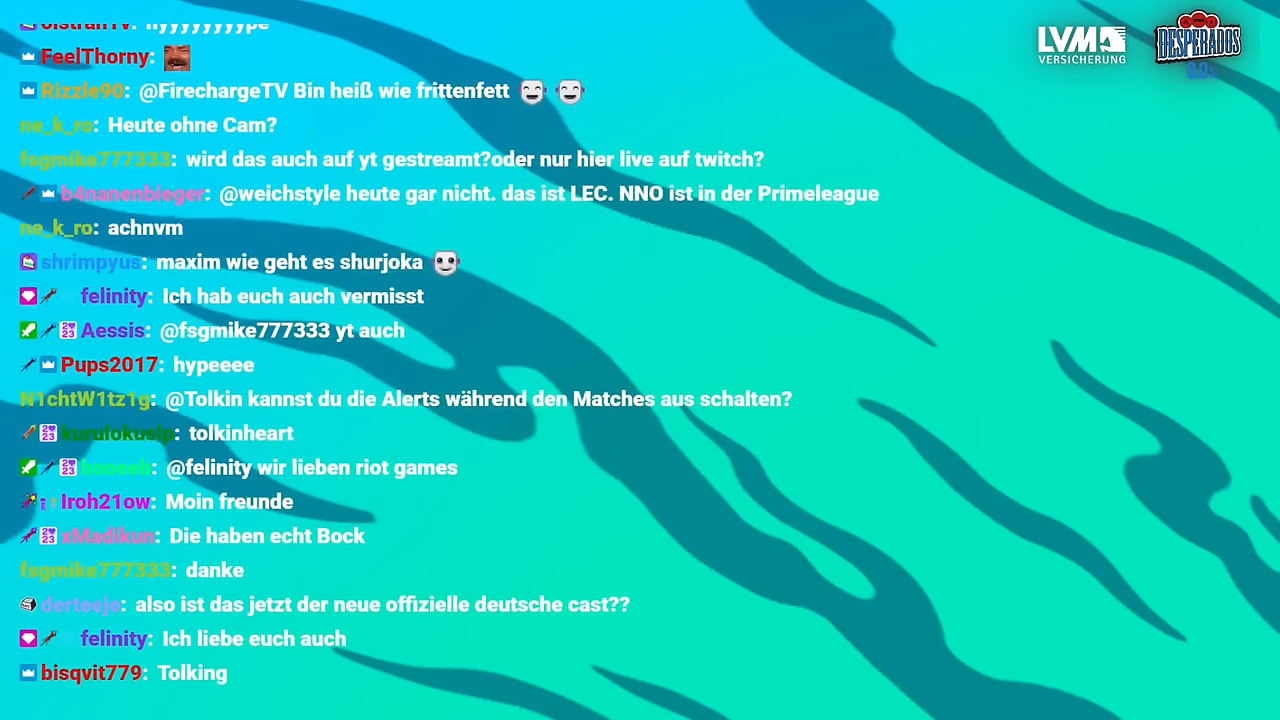 LVM
VERSICHERUNG
DESPERADOS
FeelThorny:
Rizzle90: @FirechargeTV Bin heiß wie frittenfett
ne_k_ro: Heute ohne Cam?
fsgmike777333: wird das auch auf yt gestreamt?oder nur hier live auf twitch?
b4nanenbieger: @weichstyle heute gar nicht. das ist LEC. NNO ist in der Primeleague
ne_k_ro: achnvm
shrimpyus: maxim wie geht es shurjoka
felinity: Ich hab euch auch vermisst
Aessis: @fsgmike777333 yt auch
Pups2017: hypeeee
N1chtW1tz1g: @Tolkin kannst du die Alerts während den Matches aus schalten?
kurulokuslp: tolkinheart
@felinity wir lieben riot games
Iroh21ow: Moin freunde
xMadikun: Die haben echt Bock
fsgmike777333: danke
derteeje: also ist das jetzt der neue offizielle deutsche cast??
felinity: Ich liebe euch auch
bisqvit779: Tolking